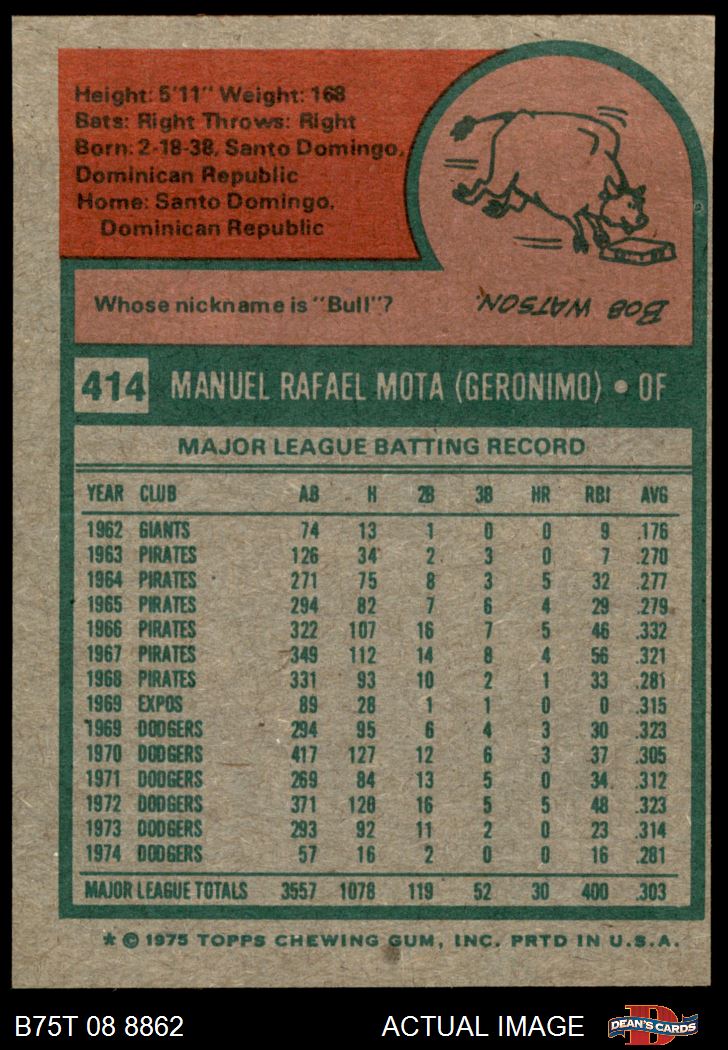 Height: 5'11" Weight: 168
Bats: Right Throws: Right
Born: 2-18-38, Santo Domingo,
Dominican Republic
Home: Santo Domingo,
Dominican Republic
Whose nickname is "Bull"?
BOB WATSON.
414 MANUEL RAFAEL MOTA (GERONIMO) • OF
MAJOR LEAGUE BATTING RECORD
YEAR CLUB AB H 2B 3B HR RBI AVG
1962 GIANTS 74 13 1 0 0 9 .176
1963 PIRATES 126 34 2 3 0 7 .270
1964 PIRATES 271 75 8 3 5 32 .277
1965 PIRATES 294 82 7 6 4 29 .279
1966 PIRATES 322 107 16 7 5 46 .332
1967 PIRATES 349 112 14 8 4 56 .321
1968 PIRATES 331 93 10 2 1 33 .281
1969 EXPOS 89 28 1 1 0 0 .315
1969 DODGERS 294 95 6 4 3 30 .323
1970 DODGERS 417 127 12 6 3 37 .305
1971 DODGERS 269 84 13 5 0 34 .312
1972 DODGERS 371 120 16 5 5 48 .323
1973 DODGERS 293 92 11 2 0 23 .314
1974 DODGERS 57 16 2 0 0 16 .281
MAJOR LEAGUE TOTALS 3557 1078 119 52 30 400 .303
* © 1975 TOPPS CHEWING GUM, INC. PRTD IN U.S.A.
B75T 08 8862 ACTUAL IMAGE D DEAN'S CARDS